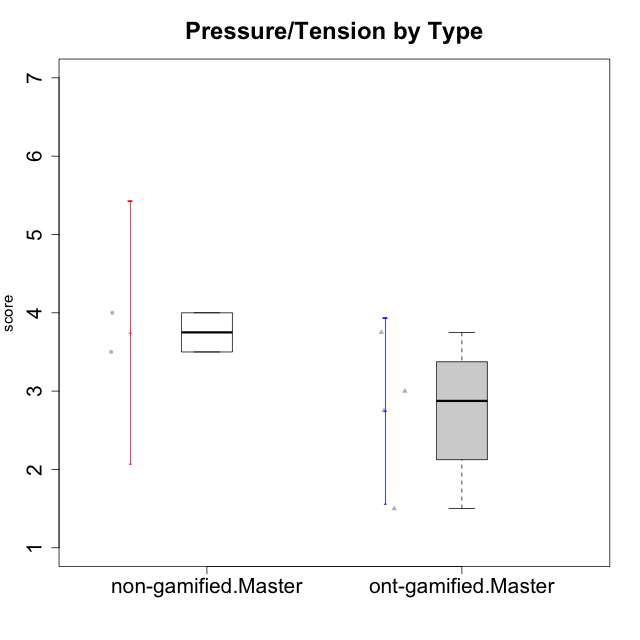 Pressure/Tension by Type
7
6
5
4
3
2
1
score
non-gamified.Master
ont-gamified.Master